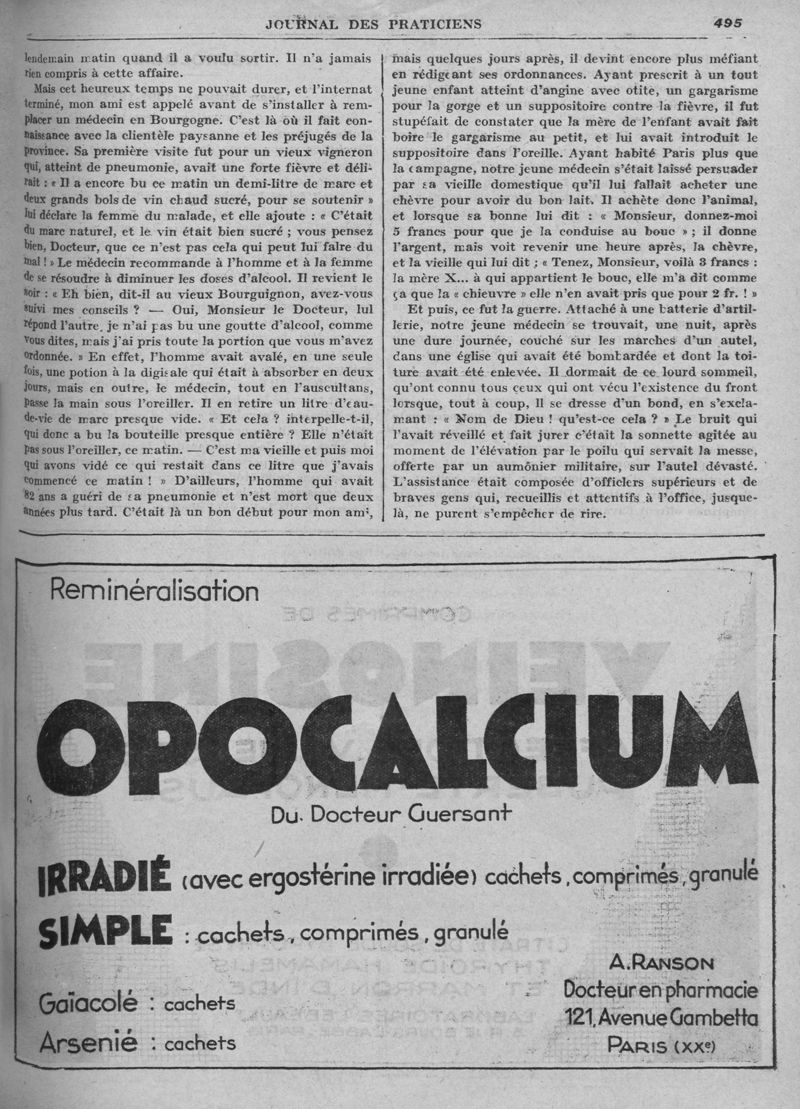 JOURNAL DES PRATICIENS
495
lendemain matin quand il a voulu sortir. Il n'a jamais
rien compris à cette affaire.
Mais cet heureux temps ne pouvait durer, et l'internat
terminé, mon ami est appelé avant de s'installer à rem-
placer un médecin en Bourgogne. C'est là où il fait con-
naissance avec la clientèle paysanne et les préjugés de la
province. Sa première visite fut pour un vieux vigneron
qui, atteint de pneumonie, avait une forte fièvre et déli-
rait : « Il a encore bu ce matin un demi-litre de marc et
deux grands bols de vin chaud sucré, pour se soutenir »
lui déclare la femme du malade, et elle ajoute : « C'était
du marc naturel, et le vin était bien sucré ; vous pensez
bien, Docteur, que ce n'est pas cela qui peut lui faire du
mal ! » Le médecin recommande à l'homme et à la femme
de se résoudre à diminuer les doses d'alcool. Il revient le
soir : « Eh bien, dit-il au vieux Bourguignon, avez-vous
suivi mes conseils ? — Oui, Monsieur le Docteur, lui
répond l'autre, je n'ai pas bu une goutte d'alcool, comme
vous dites, mais j'ai pris toute la portion que vous m'avez
ordonnée. » En effet, l'homme avait avalé, en une seule
fois, une potion à la digitale qui était à absorber en deux
jours, mais en outre, le médecin, tout en l'auscultant,
passe la main sous l'oreiller. Il en retire un litre d'eau-
de-vie de marc presque vide. « Et cela ? interpelle-t-il,
qui donc a bu la bouteille presque entière ? Elle n'était
pas sous l'oreiller, ce matin. — C'est ma vieille et puis moi
qui avons vidé ce qui restait dans ce litre que j'avais
commencé ce matin ! » D'ailleurs, l'homme qui avait
82 ans a guéri de sa pneumonie et n'est mort que deux
années plus tard. C'était là un bon début pour mon ami,
mais quelques jours après, il devint encore plus méfiant
en rédigeant ses ordonnances. Ayant prescrit à un tout
jeune enfant atteint d'angine avec otite, un gargarisme
pour la gorge et un suppositoire contre la fièvre, il fut
stupéfait de constater que la mère de l'enfant avait fait
boire le gargarisme au petit, et lui avait introduit le
suppositoire dans l'oreille. Ayant habité Paris plus que
la campagne, notre jeune médecin s'était laissé persuader
par sa vieille domestique qu'il lui fallait acheter une
chèvre pour avoir du bon lait. Il achète donc l'animal,
et lorsque sa bonne lui dit : « Monsieur, donnez-moi
5 francs pour que je la conduise au bouc » ; il donne
l'argent, mais voit revenir une heure après, la chèvre,
et la vieille qui lui dit ; « Tenez, Monsieur, voilà 3 francs :
la mère X... à qui appartient le bouc, elle m'a dit comme
ça que la « chieuvre » elle n'en avait pris que pour 2 fr. ! »
Et puis, ce fut la guerre. Attaché à une batterie d'artil-
lerie, notre jeune médecin se trouvait, une nuit, après
une dure journée, couché sur les marches d'un autel,
dans une église qui avait été bombardée et dont la toi-
ture avait été enlevée. Il dormait de ce lourd sommeil,
qu'ont connu tous ceux qui ont vécu l'existence du front
lorsque, tout à coup, Il se dresse d'un bond, en s'excla-
mant : « Nom de Dieu ! qu'est-ce cela ? » Le bruit qui
l'avait réveillé et fait jurer c'était la sonnette agitée au
moment de l'élévation par le poilu qui servait la messe,
offerte par un aumônier militaire, sur l'autel dévasté.
L'assistance était composée d'officiers supérieurs et de
braves gens qui, recueillis et attentifs à l'office, jusque-
là, ne purent s'empêcher de rire.
Reminéralisation
OPOCALCIUM
Du. Docteur Guersant
IRRADIÉ (avec ergostérine irradiée) cachets, comprimés, granulé
SIMPLE : cachets, comprimés, granulé
Gaïacolé : cachets
Arsenié : cachets
A. RANSON
Docteur en pharmacie
121, Avenue Gambetta
PARIS (XXe)